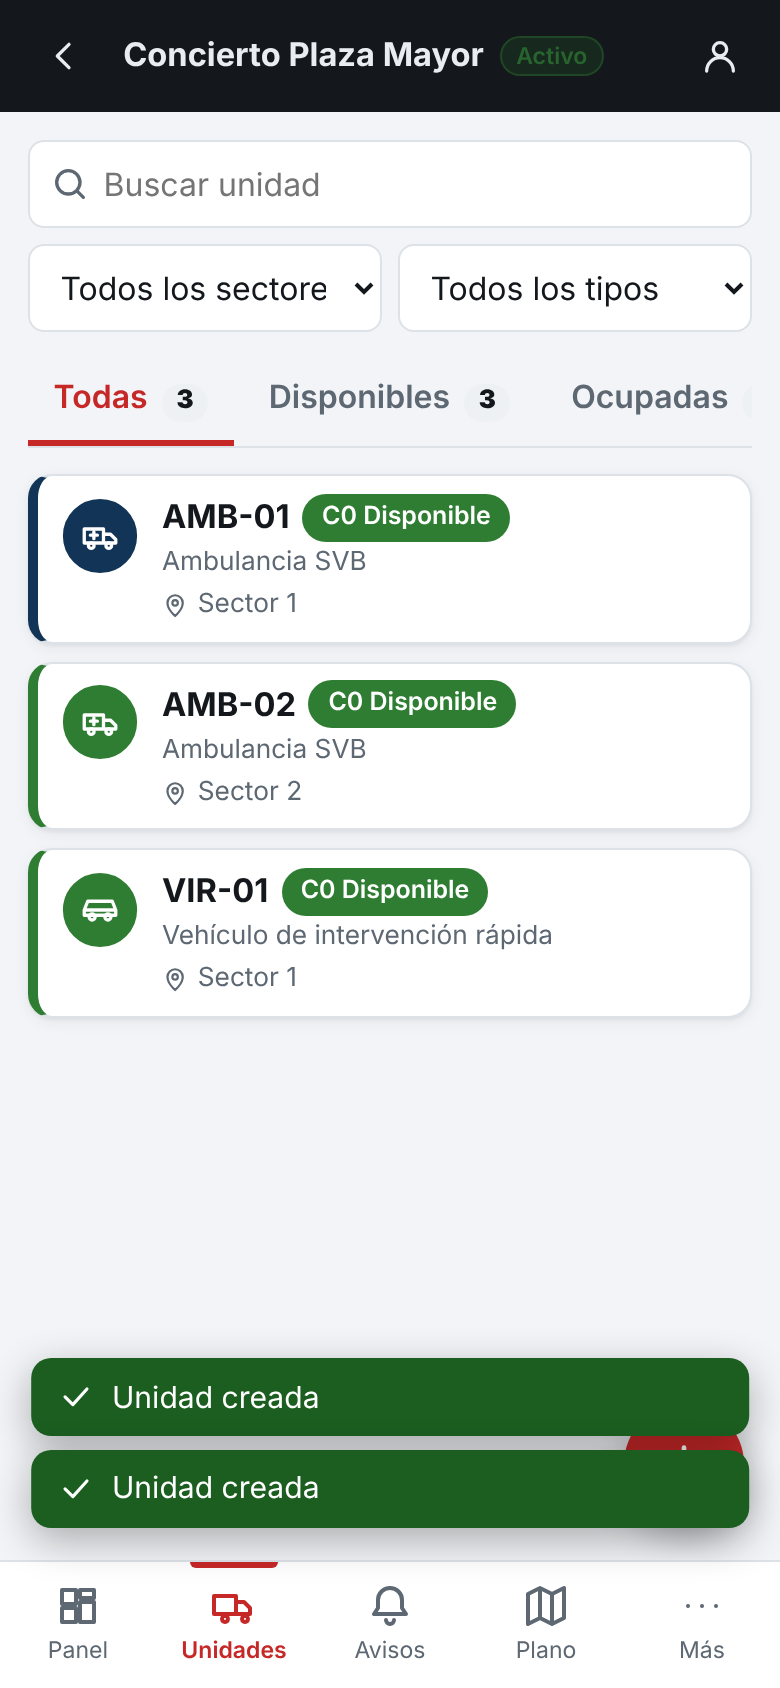 Concierto Plaza Mayor Activo
Buscar unidad
Todos los sectore Todos los tipos
Todas 3 Disponibles 3 Ocupadas
AMB-01 C0 Disponible
Ambulancia SVB
Sector 1
AMB-02 C0 Disponible
Ambulancia SVB
Sector 2
VIR-01 C0 Disponible
Vehículo de intervención rápida
Sector 1
Unidad creada
Unidad creada
Panel Unidades Avisos Plano Más